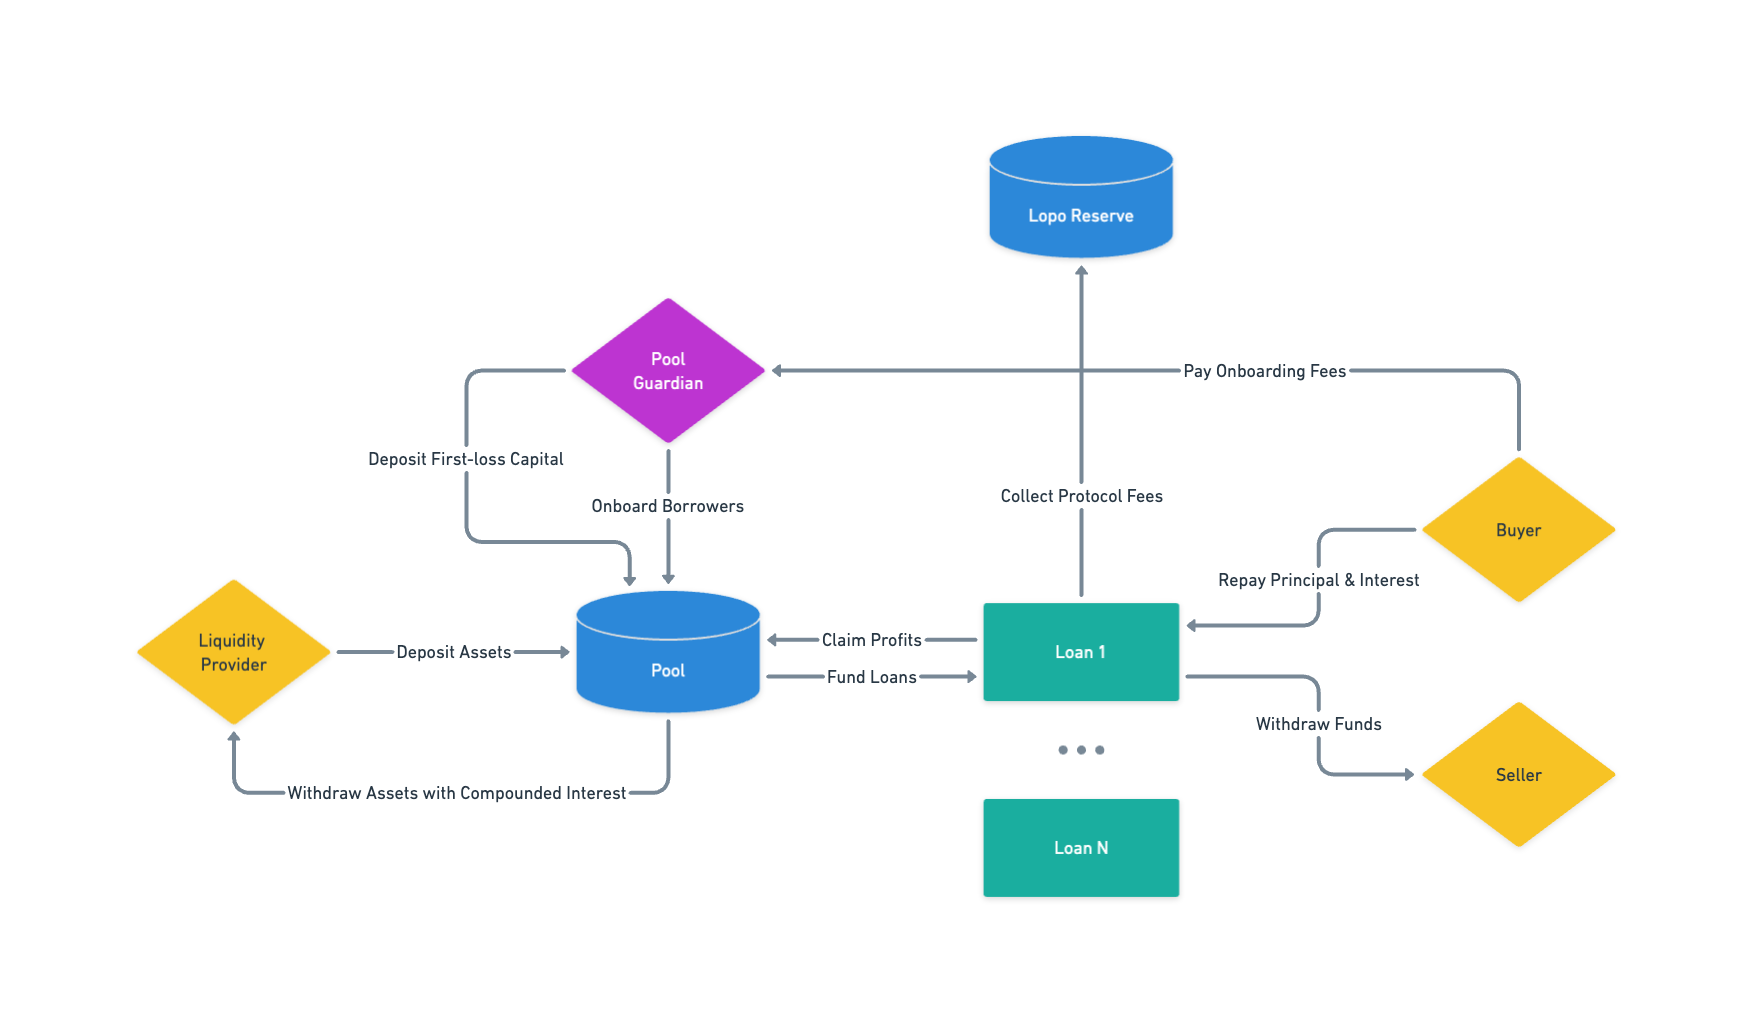 Lopo Reserve
Pool
Guardian
Pay Onboarding Fees
Deposit First-loss Capital
Collect Protocol Fees
Onboard Borrowers
Buyer
Repay Principal & Interest
Liquidity
Provider
Deposit Assets
Pool
Claim Profits
Fund Loans
Loan 1
Withdraw Funds
Seller
Withdraw Assets with Compounded Interest
Loan N